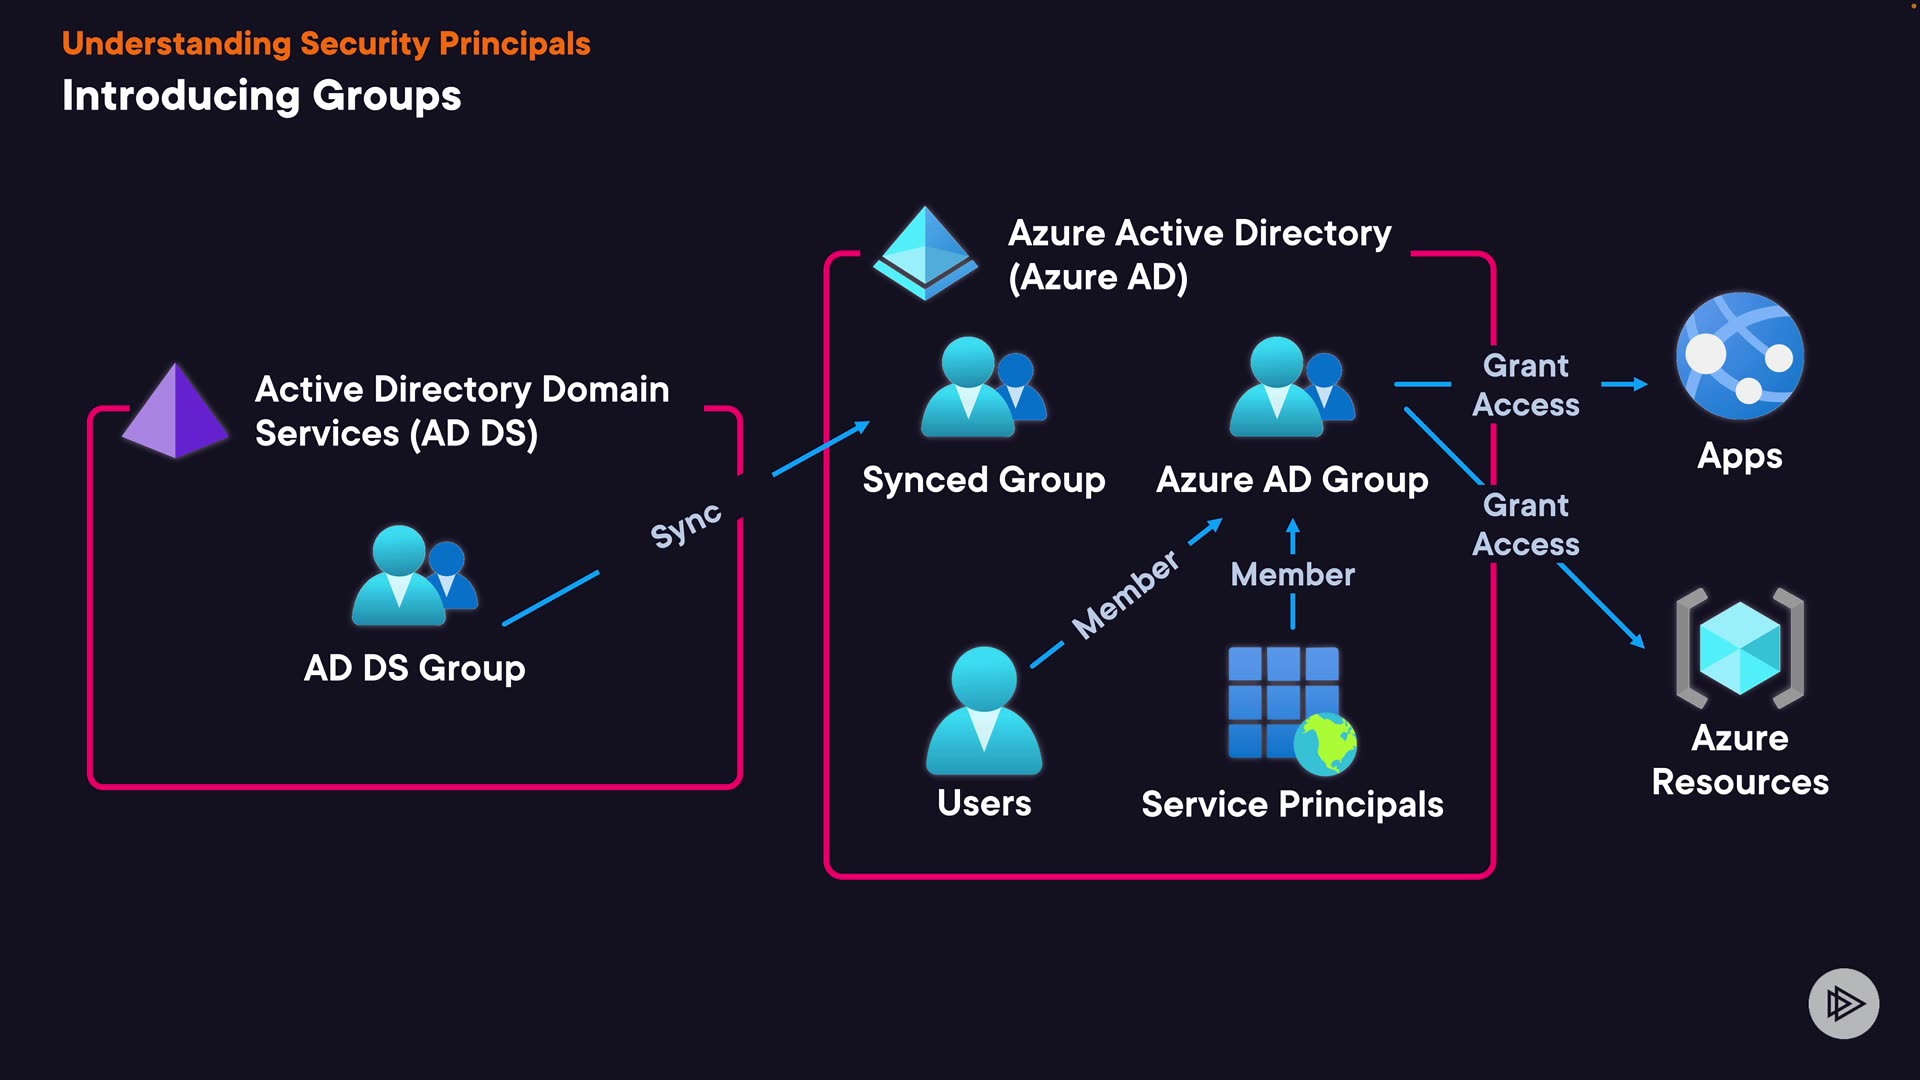 Understanding Security Principals
Introducing Groups
Active Directory Domain
Services (AD DS)
AD DS Group
Sync
Azure Active Directory
(Azure AD)
Synced Group
Azure AD Group
Member
Member
Users
Service Principals
Grant
Access
Grant
Access
Apps
Azure
Resources